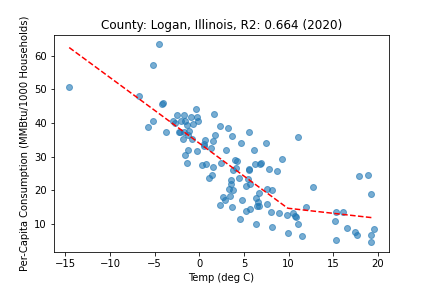 County: Logan, Illinois, R2: 0.664 (2020)
Per-Capita Consumption (MMBtu/1000 Households)
60
50
40
30
20
10
−15 −10 −5 0 5 10 15 20
Temp (deg C)